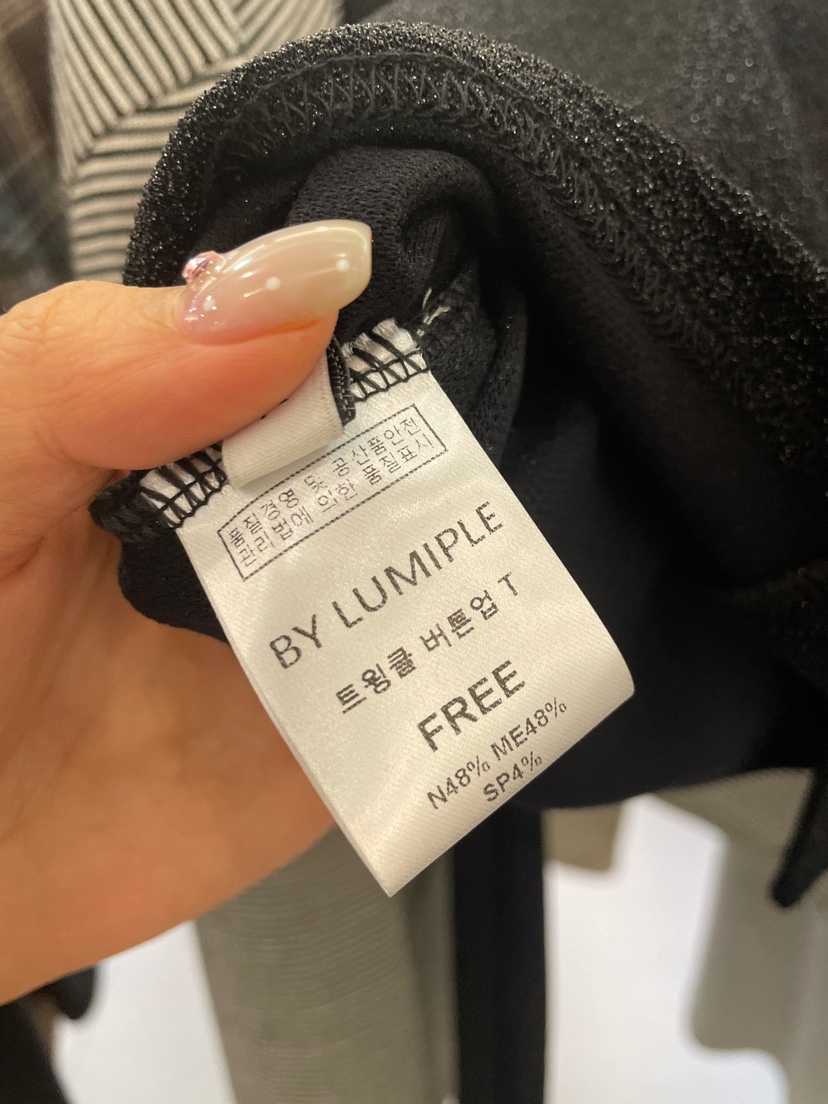 품질경영 및 공산품안전
관리법에 의한 품질표시
BY LUMIPLE
트윙클 버튼업 T
FREE
N48% ME48%
SP4%